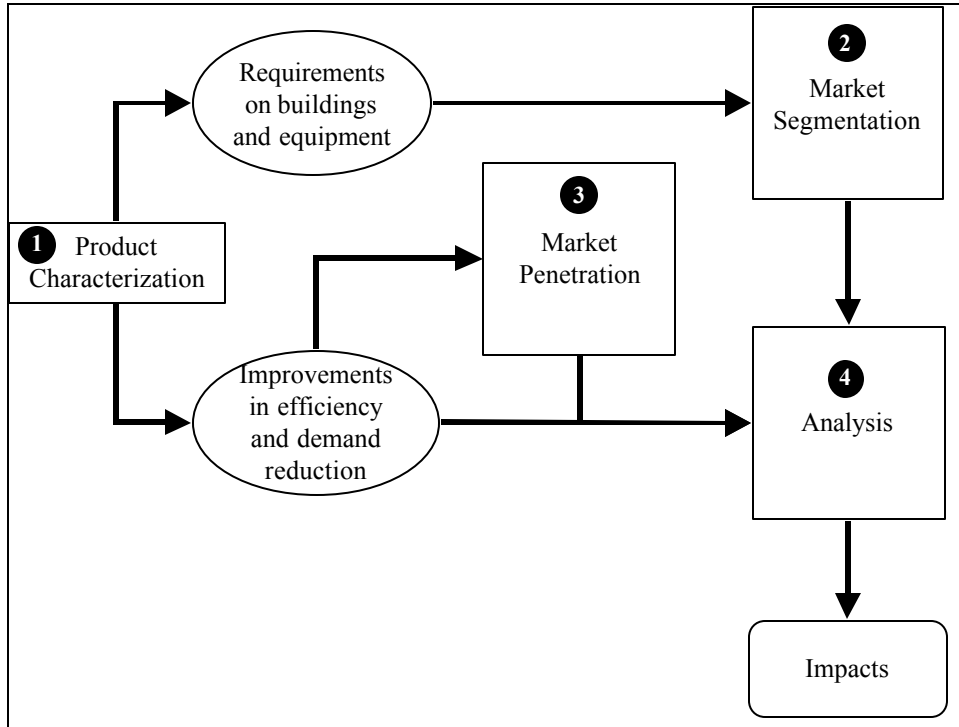 Requirements
on buildings
and equipment
2
Market
Segmentation
3
Market
Penetration
1 Product
Characterization
Improvements
in efficiency
and demand
reduction
4
Analysis
Impacts